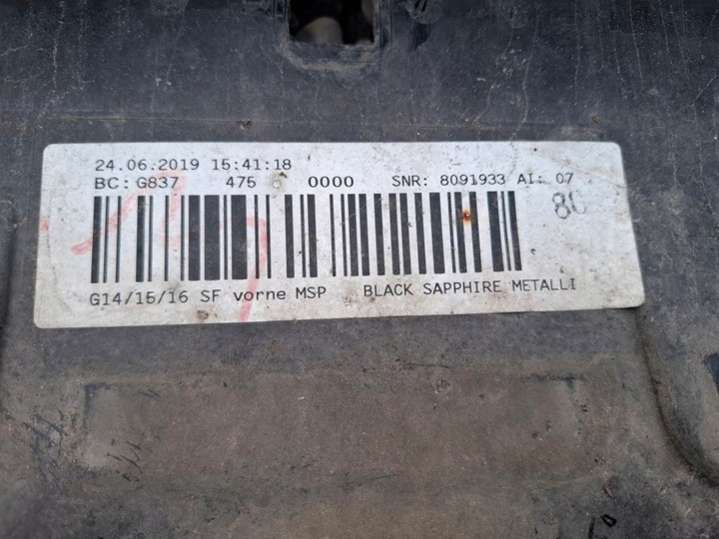 24.06.2019 15:41:18
BC: G837 475 0000 SNR: 8091933 AI: 07
80
G14/15/16 SF vorne MSP BLACK SAPPHIRE METALLI